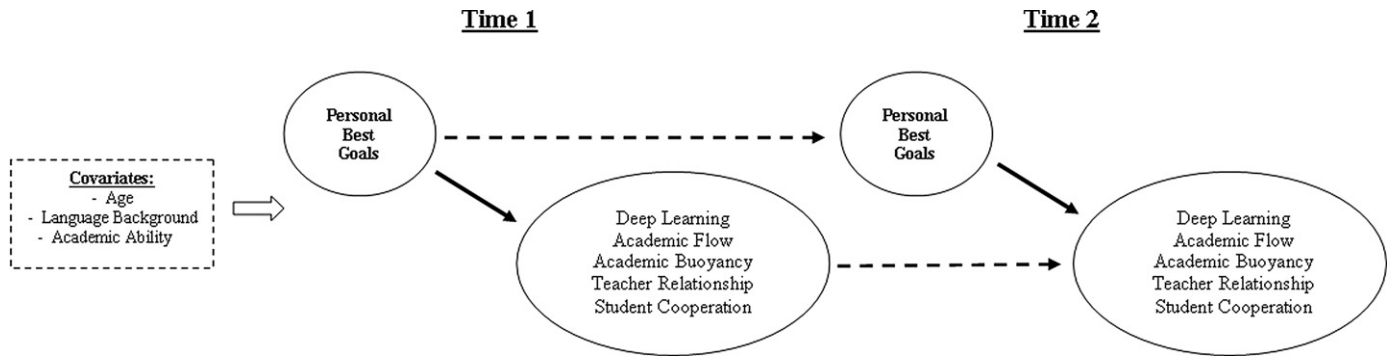 Time 1
Time 2
Personal
Best
Goals
Personal
Best
Goals
Covariates:
- Age
- Language Background
- Academic Ability
Deep Learning
Academic Flow
Academic Buoyancy
Teacher Relationship
Student Cooperation
Deep Learning
Academic Flow
Academic Buoyancy
Teacher Relationship
Student Cooperation